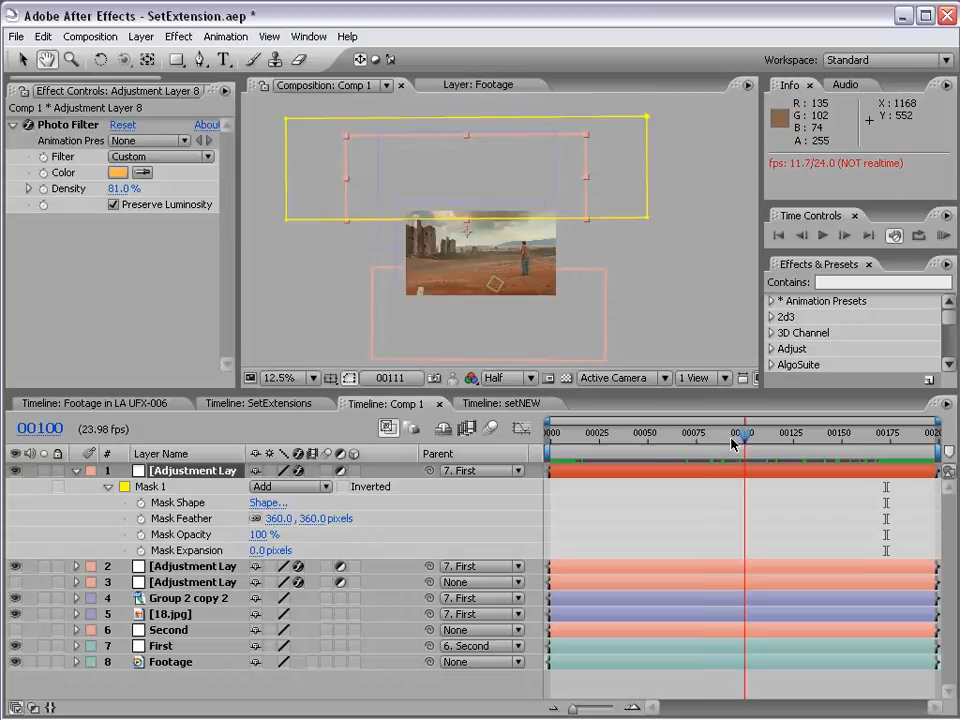 Adobe After Effects - SetExtension.aep *
File Edit Composition Layer Effect Animation View Window Help
Workspace: Standard
Effect Controls: Adjustment Layer 8
Comp 1 * Adjustment Layer 8
Photo Filter Reset Abou
Animation Pres None
Filter Custom
Color
Density 81.0 %
Preserve Luminosity
Composition: Comp 1 Layer: Footage
12.5% 00111 Half Active Camera 1 View
Info Audio
R: 135 X: 1168
G: 102 Y: 552
B: 74
A: 255
fps: 11.7/24.0 (NOT realtime)
Time Controls
Effects & Presets
Contains:
* Animation Presets
2d3
3D Channel
Adjust
AlgoSuite
Timeline: Footage in LA UFX-006 Timeline: SetExtensions Timeline: Comp 1 Timeline: setNEW
00100 (23.98 fps)
000 00025 00050 00075 00125 00150 00175 0020
# Layer Name Parent
1 [Adjustment Lay 7. First
Mask 1 Add Inverted
Mask Shape Shape...
Mask Feather 360.0, 360.0 pixels
Mask Opacity 100 %
Mask Expansion 0.0 pixels
2 [Adjustment Lay 7. First
3 [Adjustment Lay None
4 Group 2 copy 2 7. First
5 [18.jpg] 7. First
6 Second None
7 First 6. Second
8 Footage None